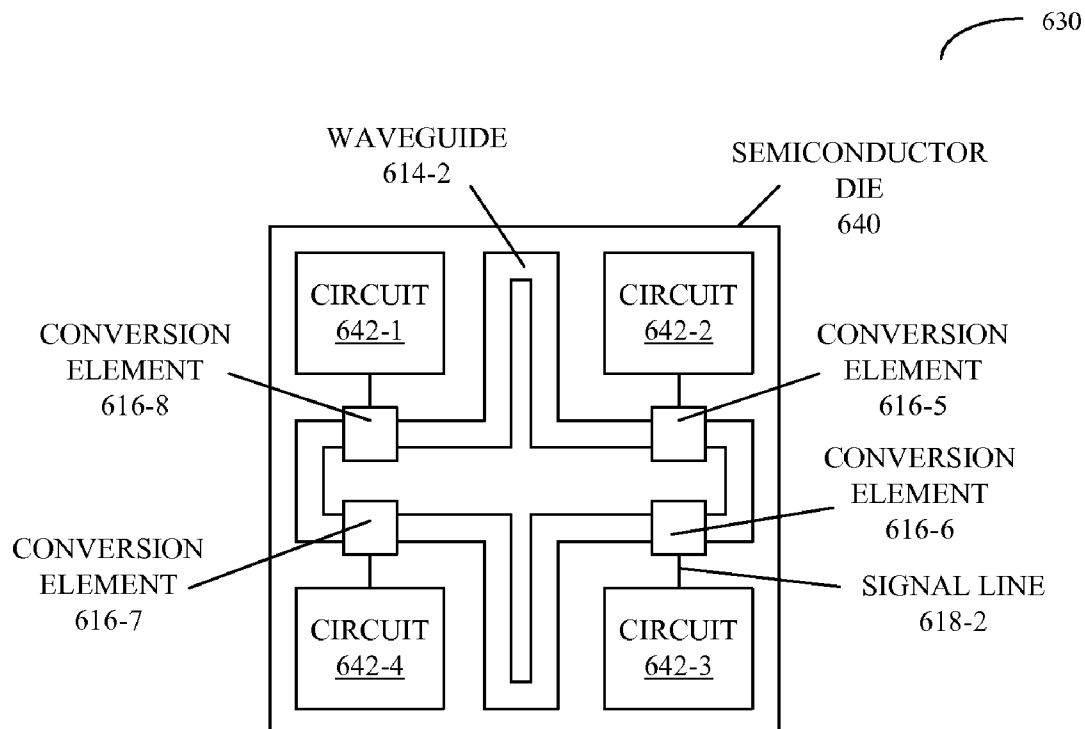 630
WAVEGUIDE
614-2
SEMICONDUCTOR
DIE
640
CIRCUIT
642-1
CIRCUIT
642-2
CONVERSION
ELEMENT
616-8
CONVERSION
ELEMENT
616-5
CONVERSION
ELEMENT
616-6
CONVERSION
ELEMENT
616-7
SIGNAL LINE
618-2
CIRCUIT
642-4
CIRCUIT
642-3